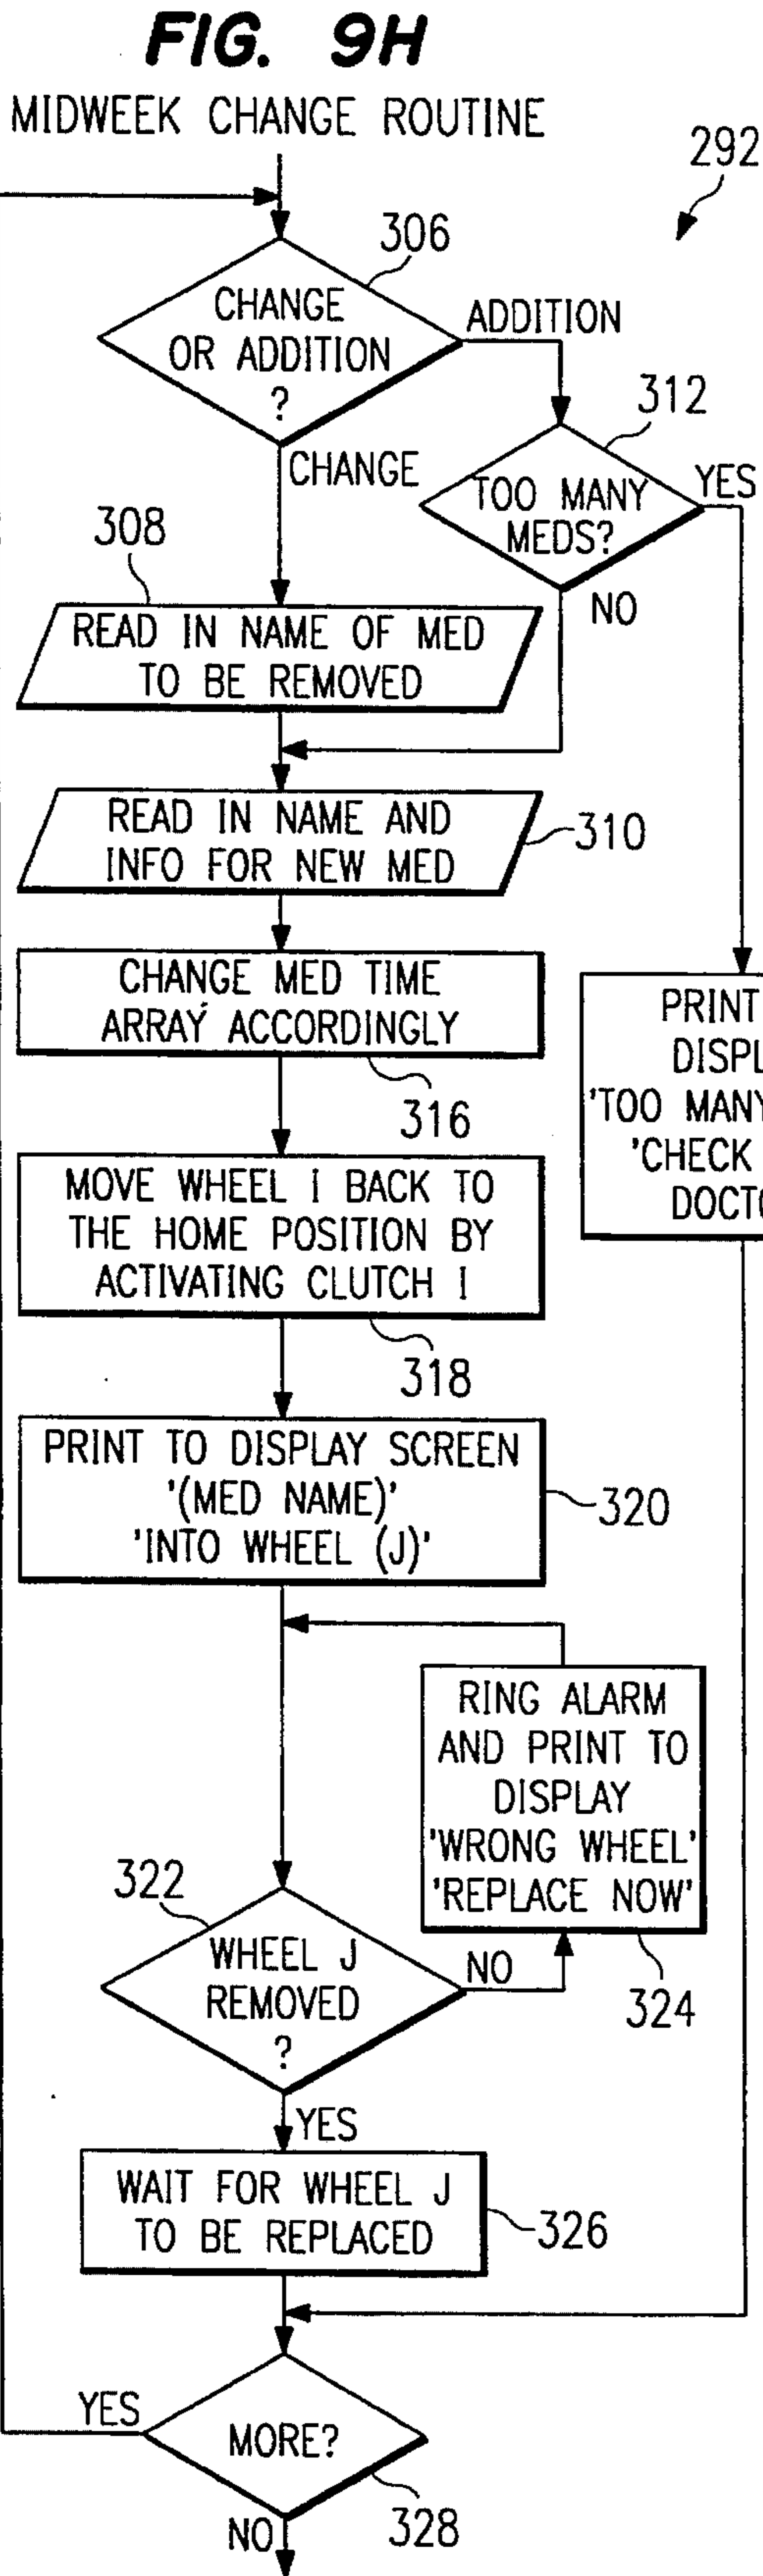 FIG. 9H
MIDWEEK CHANGE ROUTINE
292
306
CHANGE
OR ADDITION
?
ADDITION
312
CHANGE
TOO MANY
MEDS?
YES
308
NO
READ IN NAME OF MED
TO BE REMOVED
READ IN NAME AND
INFO FOR NEW MED
310
CHANGE MED TIME
ARRAY ACCORDINGLY
316
PRINT
'TOO MANY
'CHECK
MOVE WHEEL I BACK TO
THE HOME POSITION BY
ACTIVATING CLUTCH I
318
PRINT TO DISPLAY SCREEN
'(MED NAME)'
'INTO WHEEL (J)'
320
RING ALARM
AND PRINT TO
DISPLAY
'WRONG WHEEL'
'REPLACE NOW'
324
322
WHEEL J
REMOVED
?
NO
YES
WAIT FOR WHEEL J
TO BE REPLACED
326
YES
MORE?
328
NO